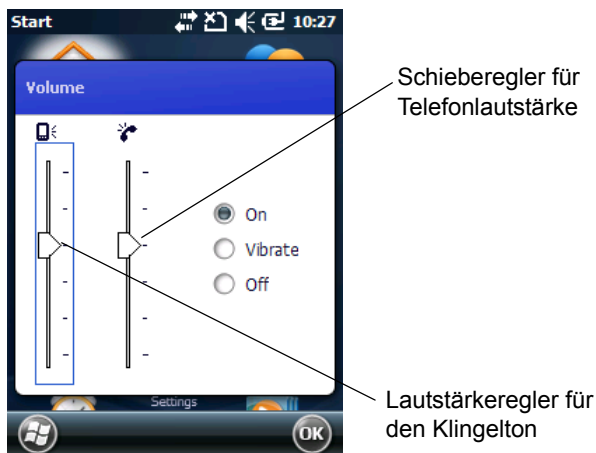 Start 10:27
Volume
On
Vibrate
Off
Settings
OK
Schieberegler für
Telefonlautstärke
Lautstärkeregler für
den Klingelton